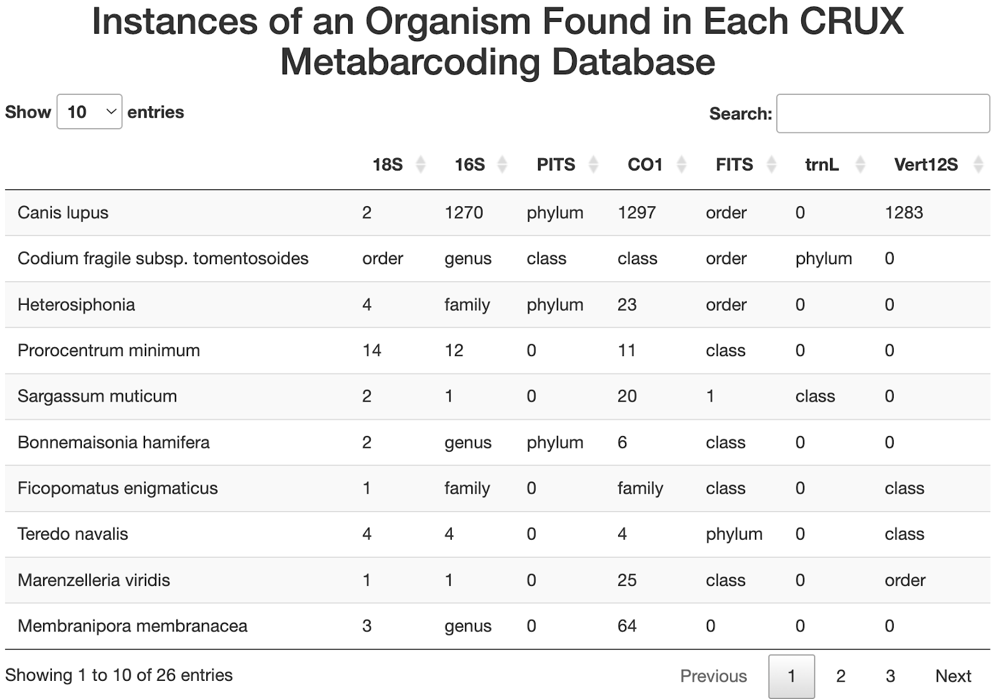 Instances of an Organism Found in Each CRUX
Metabarcoding Database
Show 10 entries Search:
18S 16S PITS CO1 FITS trnL Vert12S
Canis lupus 2 1270 phylum 1297 order 0 1283
Codium fragile subsp. tomentosoides order genus class class order phylum 0
Heterosiphonia 4 family phylum 23 order 0 0
Prorocentrum minimum 14 12 0 11 class 0 0
Sargassum muticum 2 1 0 20 1 class 0
Bonnemaisonia hamifera 2 genus phylum 6 class 0 0
Ficopomatus enigmaticus 1 family 0 family class 0 class
Teredo navalis 4 4 0 4 phylum 0 class
Marenzelleria viridis 1 1 0 25 class 0 order
Membranipora membranacea 3 genus 0 64 0 0 0
Showing 1 to 10 of 26 entries Previous 1 2 3 Next